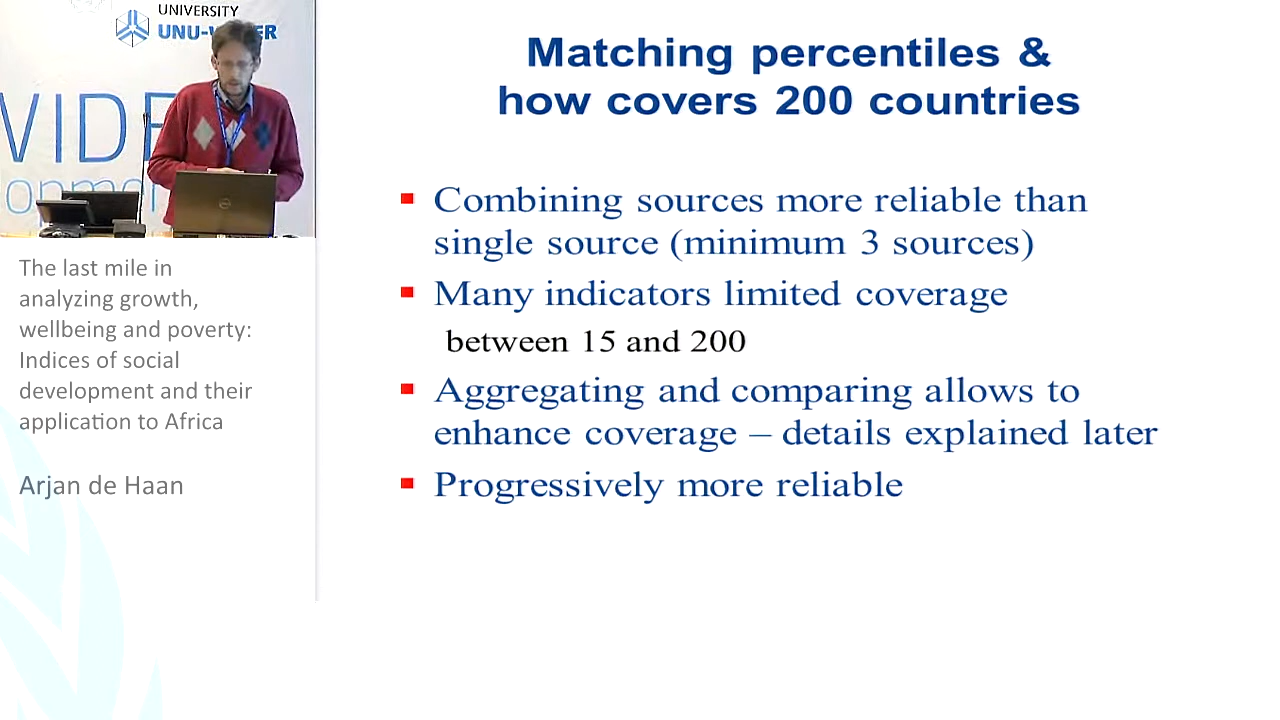 UNIVERSITY
UNU-WIDER
WIDE
onmen
The last mile in
analyzing growth,
wellbeing and poverty:
Indices of social
development and their
application to Africa
Arjan de Haan
Matching percentiles &
how covers 200 countries
Combining sources more reliable than
single source (minimum 3 sources)
Many indicators limited coverage
between 15 and 200
Aggregating and comparing allows to
enhance coverage – details explained later
Progressively more reliable